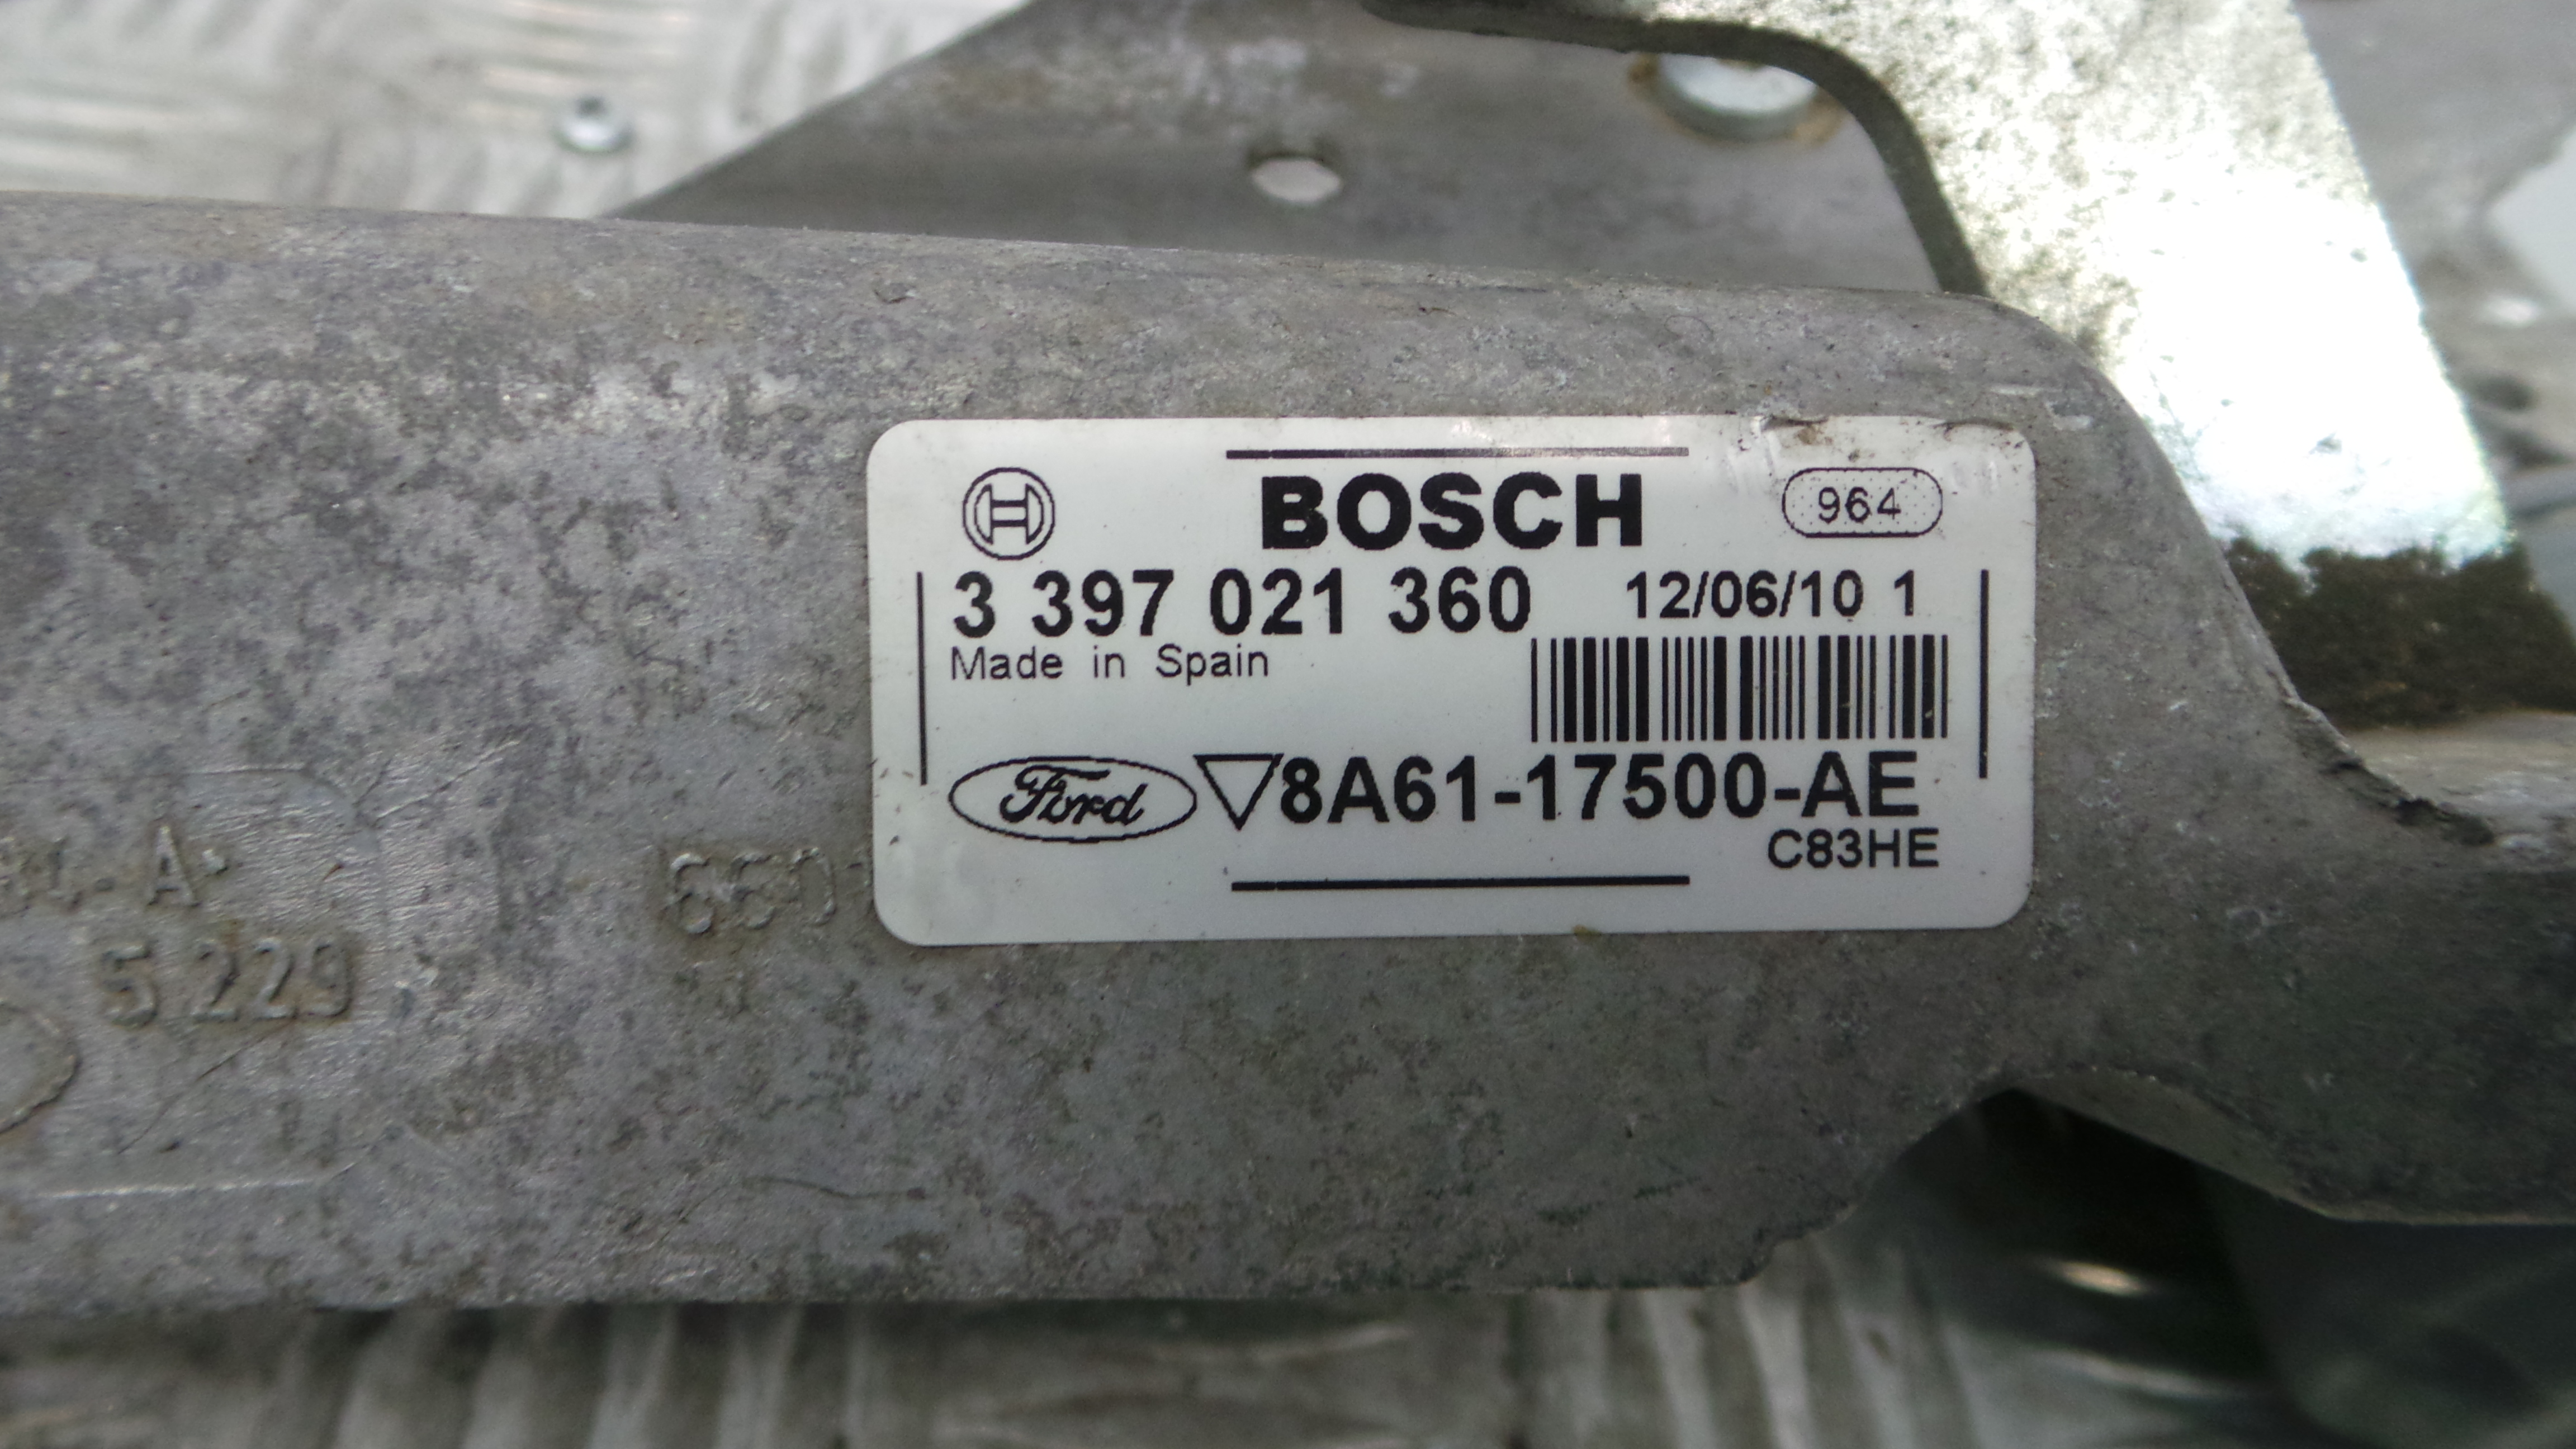 BOSCH 964
3 397 021 360 12/06/10 1
Made in Spain
Ford 8A61-17500-AE
C83HE
5 229